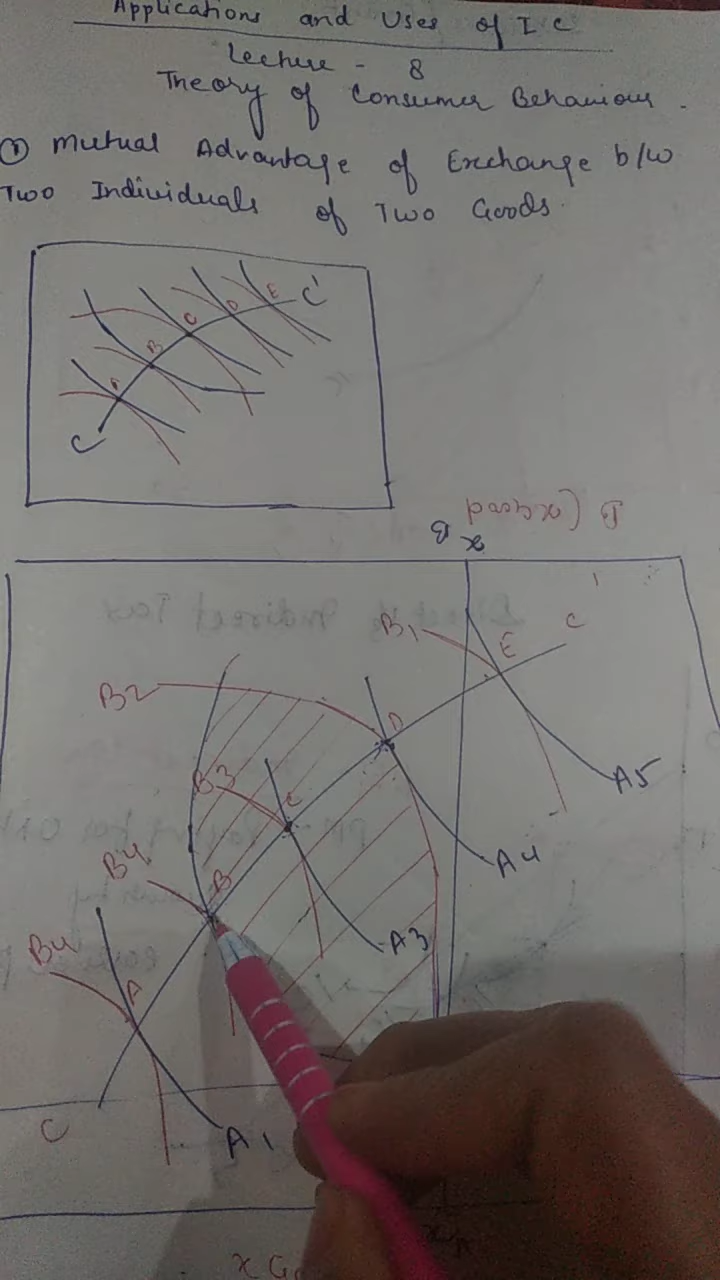 Applications and Uses of I C
Lecture - 8
Theory of Consumer Behaviour.
① Mutual Advantage of Exchange b/w
Two Individuals of Two Goods.
C'
E
D
C
B
A
C
x
B1
E
C'
B2
D
B3
C
A5
B4
B
A4
B4
A3
A
C
A1